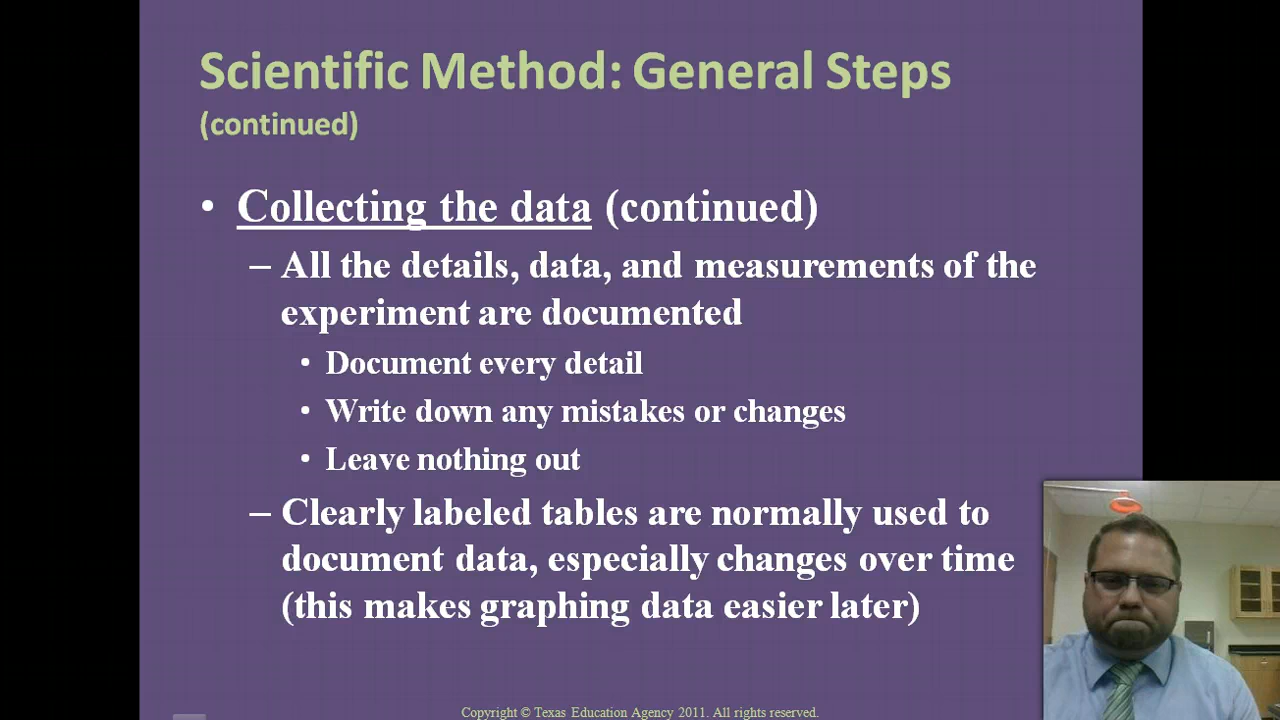 Scientific Method: General Steps
(continued)
• Collecting the data (continued)
– All the details, data, and measurements of the
experiment are documented
• Document every detail
• Write down any mistakes or changes
• Leave nothing out
– Clearly labeled tables are normally used to
document data, especially changes over time
(this makes graphing data easier later)
Copyright © Texas Education Agency 2011. All rights reserved.